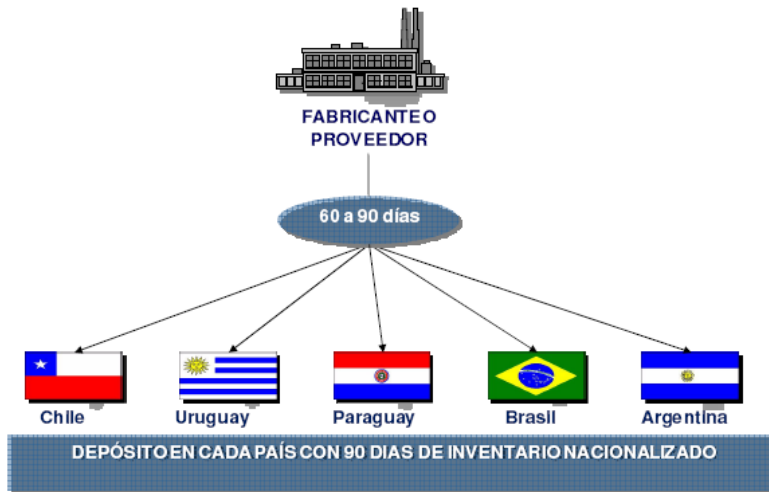 FABRICANTE O
PROVEEDOR
60 a 90 días
Chile Uruguay Paraguay Brasil Argentina
DEPÓSITO EN CADA PAÍS CON 90 DIAS DE INVENTARIO NACIONALIZADO